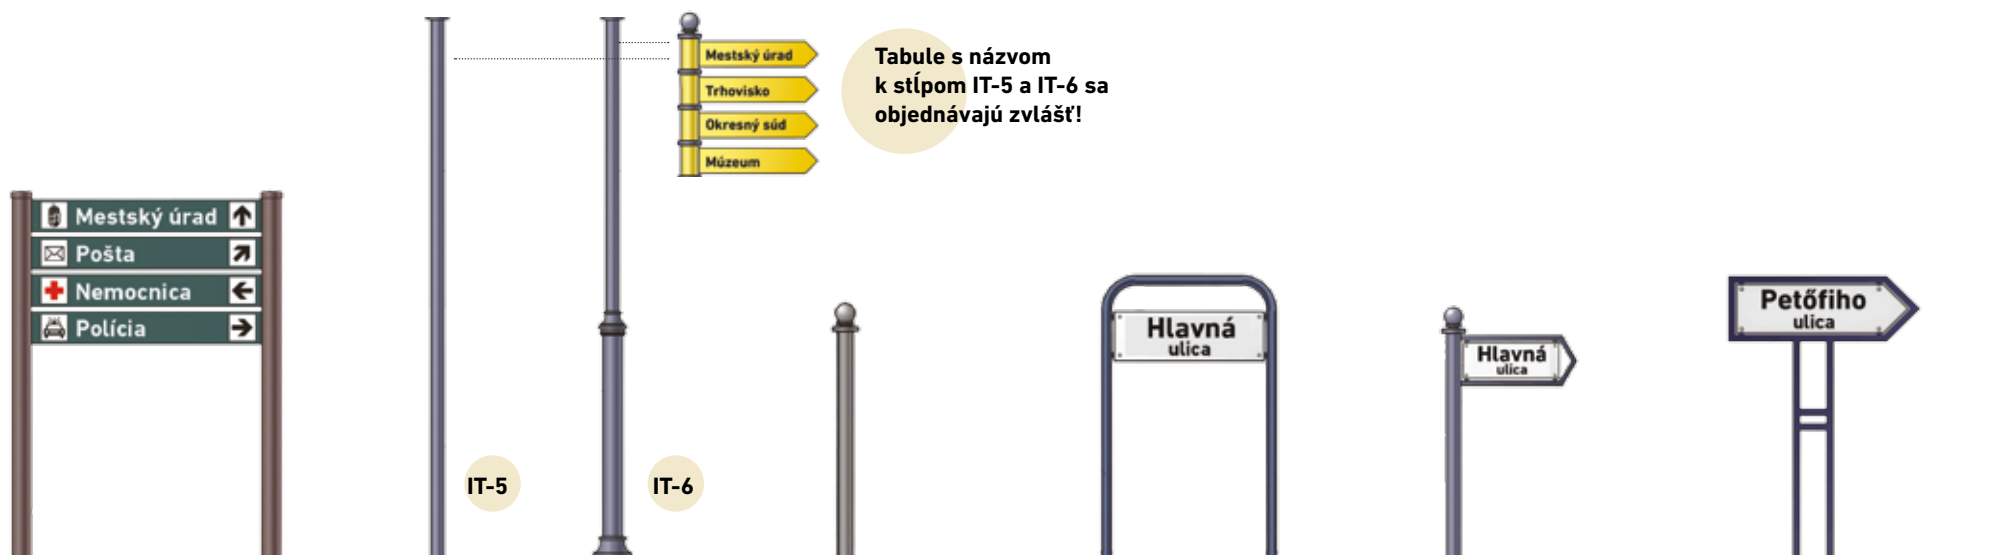 Mestský úrad
Pošta
Nemocnica
Polícia
IT-5
IT-6
Mestský úrad
Trhovisko
Okresný súd
Múzeum
Tabule s názvom
k stĺpom IT-5 a IT-6 sa
objednávajú zvlášť!
Hlavná
ulica
Hlavná
ulica
Petőfiho
ulica